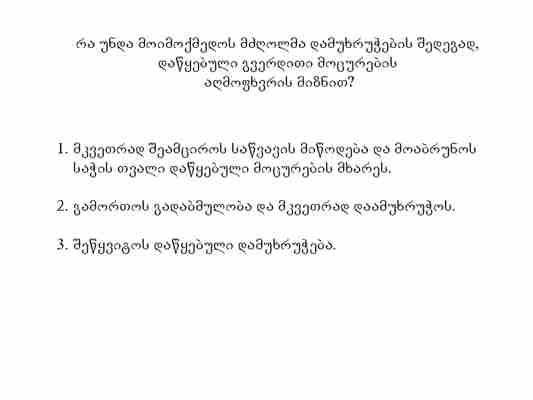 რა უნდა მოიმოქმედოს მძღოლმა დამუხრუჭების შედეგად,
დაწყებული გვერდითი მოცურების
აღმოფხვრის მიზნით?
1. მკვეთრად შეამციროს საწვავის მიწოდება და მოაბრუნოს
საჭის თვალი დაწყებული მოცურების მხარეს.
2. გამორთოს გადაბმულობა და მკვეთრად დაამუხრუჭოს.
3. შეწყვიტოს დაწყებული დამუხრუჭება.